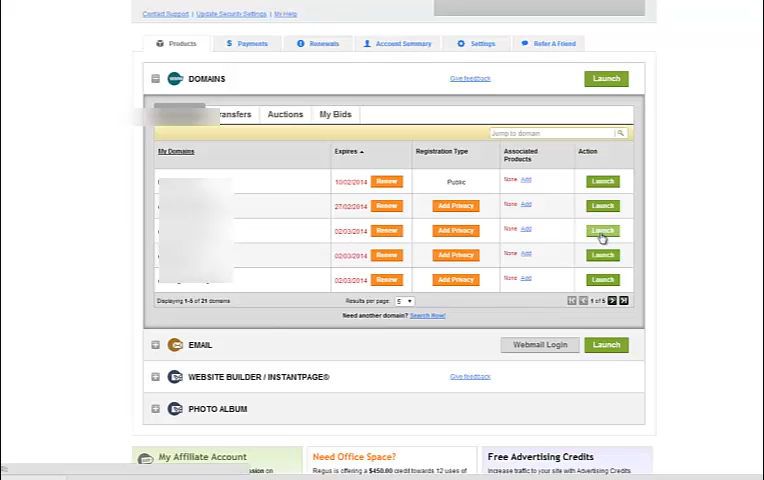 Contact Support | Update Security Settings | My Help
Products $ Payments Renewals Account Summary Settings Refer A Friend
DOMAINS Give feedback Launch
Transfers Auctions My Bids
Jump to domain
My Domains Expires Registration Type Associated Products Action
10/02/2014 Renew Public None Add Launch
27/02/2014 Renew Add Privacy None Add Launch
02/03/2014 Renew Add Privacy None Add Launch
02/03/2014 Renew Add Privacy None Add Launch
02/03/2014 Renew Add Privacy None Add Launch
Displaying 1-5 of 21 domains Results per page: 5 1 of 5
Need another domain? Search Now!
EMAIL Webmail Login Launch
WEBSITE BUILDER / INSTANTPAGE® Give feedback
PHOTO ALBUM
My Affiliate Account Need Office Space? Free Advertising Credits
ssion on Regus is offering a $450.00 credit towards 12 uses of Increase traffic to your site with Advertising Credits